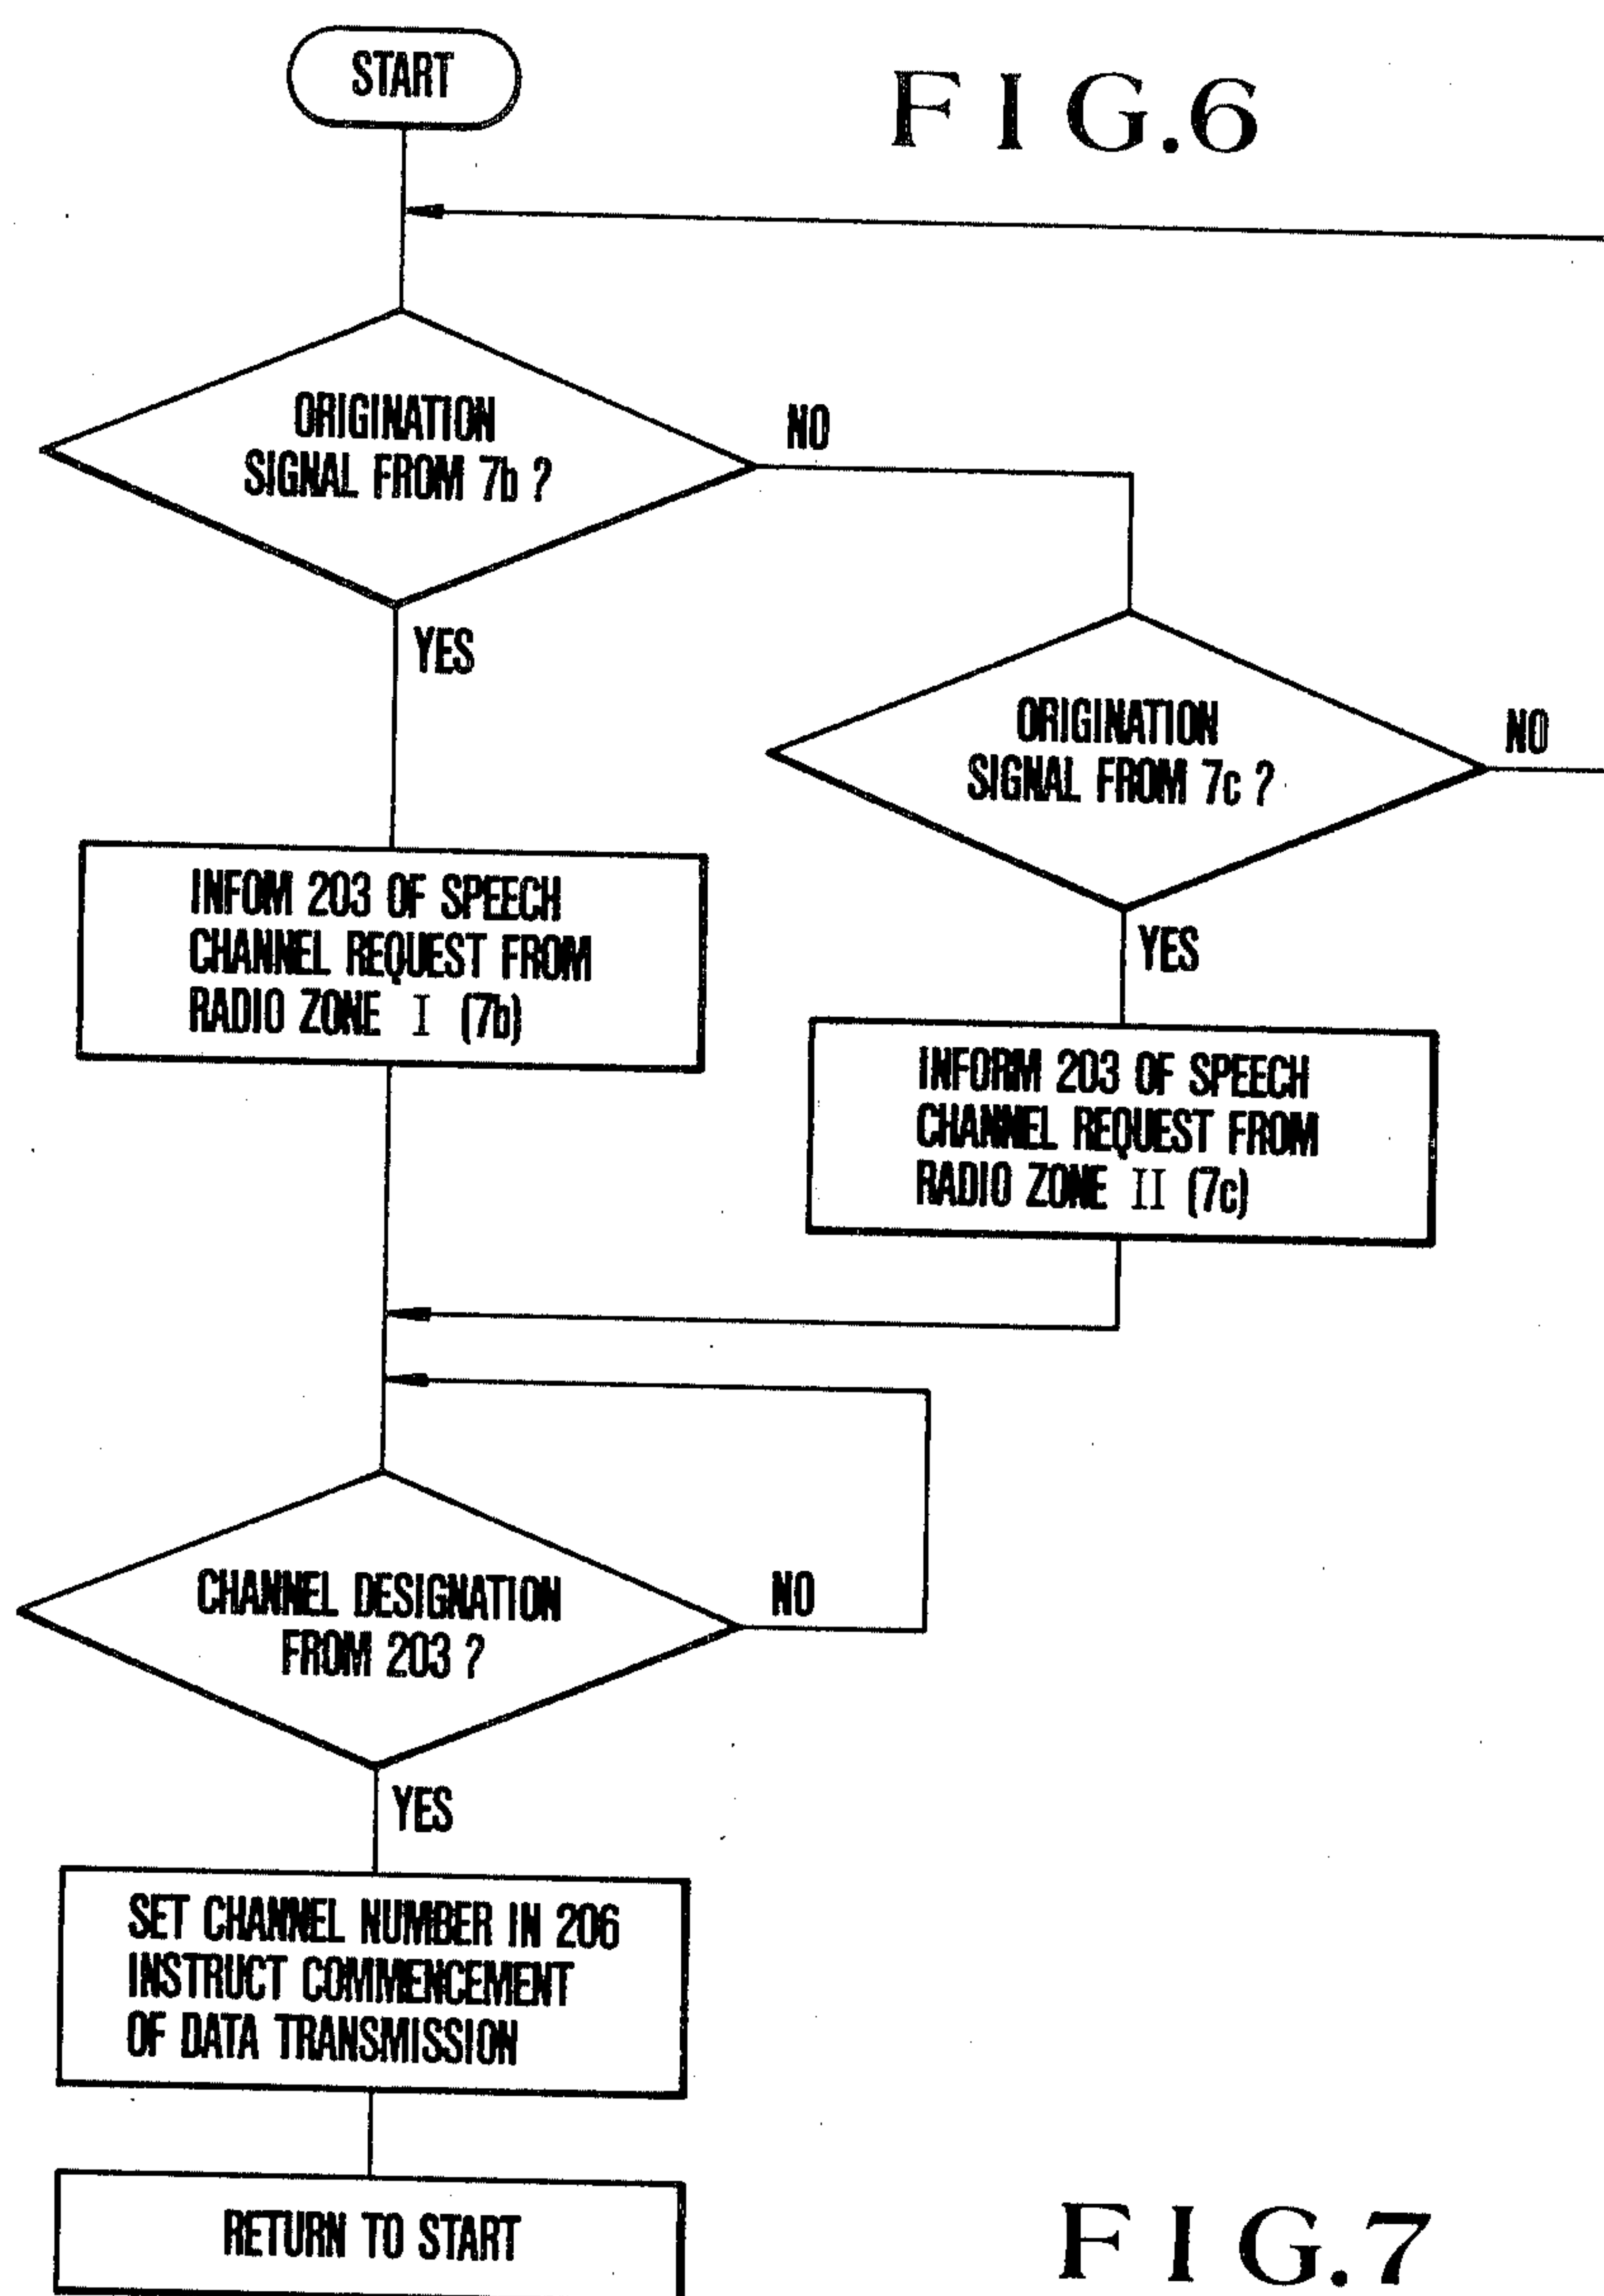 START
FIG.6
ORIGINATION
SIGNAL FROM 7b ?
NO
YES
ORIGINATION
SIGNAL FROM 7c ?
NO
YES
INFOM 203 OF SPEECH
CHANNEL REQUEST FROM
RADIO ZONE I (7b)
INFORM 203 OF SPEECH
CHANNEL REQUEST FROM
RADIO ZONE II (7c)
CHANNEL DESIGNATION
FROM 203 ?
NO
YES
SET CHANNEL NUMBER IN 206
INSTRUCT COMMENCEMENT
OF DATA TRANSMISSION
RETURN TO START
FIG.7